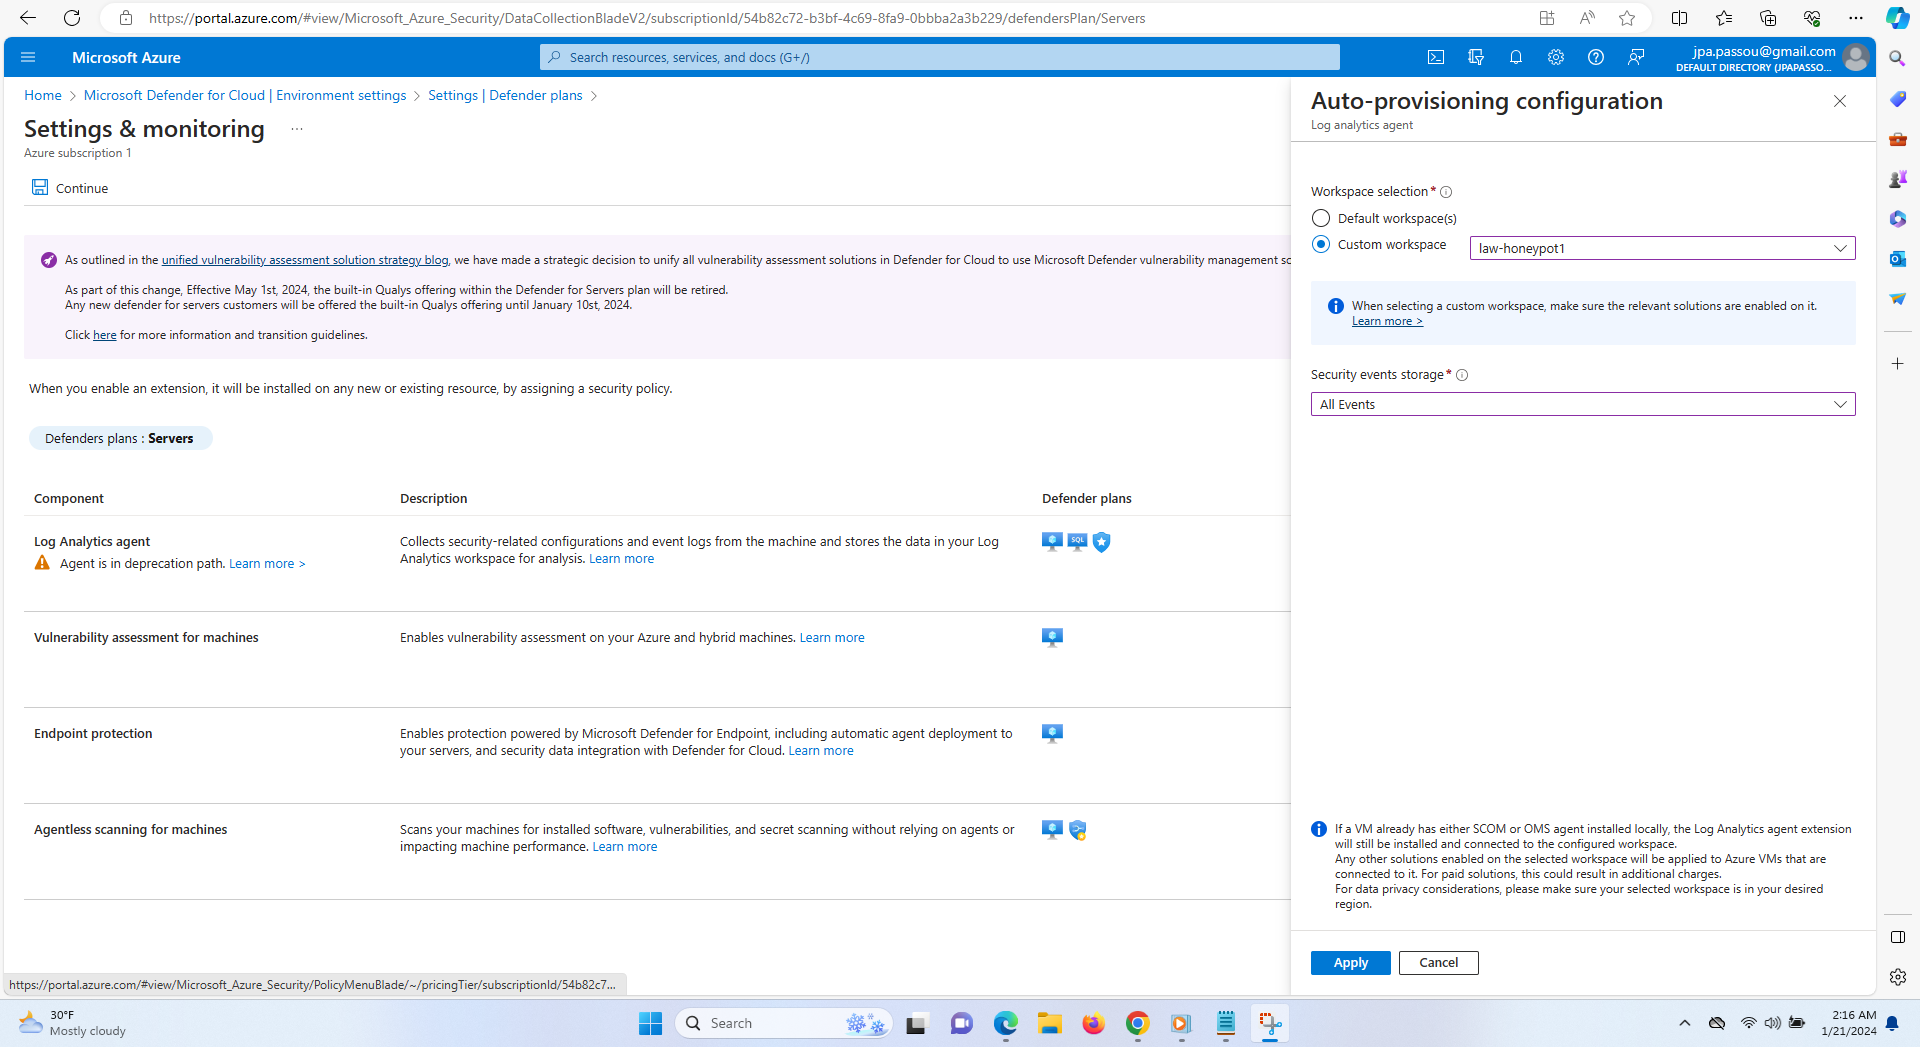 https://portal.azure.com/#view/Microsoft_Azure_Security/DataCollectionBladeV2/subscriptionId/54b82c72-b3bf-4c69-8fa9-0bbba2a3b229/defendersPlan/Servers
Microsoft Azure
Search resources, services, and docs (G+/)
jpa.passou@gmail.com
DEFAULT DIRECTORY (JPAPASSO...
Home > Microsoft Defender for Cloud | Environment settings > Settings | Defender plans >
Settings & monitoring ...
Azure subscription 1
Continue
As outlined in the unified vulnerability assessment solution strategy blog, we have made a strategic decision to unify all vulnerability assessment solutions in Defender for Cloud to use Microsoft Defender vulnerability management sc
As part of this change, Effective May 1st, 2024, the built-in Qualys offering within the Defender for Servers plan will be retired.
Any new defender for servers customers will be offered the built-in Qualys offering until January 10st, 2024.
Click here for more information and transition guidelines.
When you enable an extension, it will be installed on any new or existing resource, by assigning a security policy.
Defenders plans : Servers
Component Description Defender plans
Log Analytics agent
Agent is in deprecation path. Learn more >
Collects security-related configurations and event logs from the machine and stores the data in your Log
Analytics workspace for analysis. Learn more
SQL
Vulnerability assessment for machines
Enables vulnerability assessment on your Azure and hybrid machines. Learn more
Endpoint protection
Enables protection powered by Microsoft Defender for Endpoint, including automatic agent deployment to
your servers, and security data integration with Defender for Cloud. Learn more
Agentless scanning for machines
Scans your machines for installed software, vulnerabilities, and secret scanning without relying on agents or
impacting machine performance. Learn more
Auto-provisioning configuration
Log analytics agent
Workspace selection *
Default workspace(s)
Custom workspace
law-honeypot1
When selecting a custom workspace, make sure the relevant solutions are enabled on it.
Learn more >
Security events storage *
All Events
If a VM already has either SCOM or OMS agent installed locally, the Log Analytics agent extension
will still be installed and connected to the configured workspace.
Any other solutions enabled on the selected workspace will be applied to Azure VMs that are
connected to it. For paid solutions, this could result in additional charges.
For data privacy considerations, please make sure your selected workspace is in your desired
region.
Apply
Cancel
https://portal.azure.com/#view/Microsoft_Azure_Security/PolicyMenuBlade/~/pricingTier/subscriptionId/54b82c7...
30°F
Mostly cloudy
Search
2:16 AM
1/21/2024